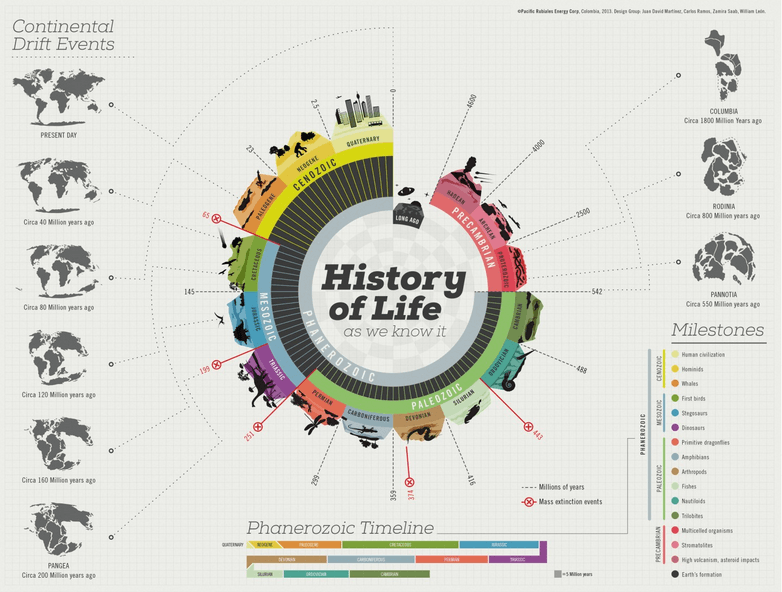 ©Pacific Rubiales Energy Corp, Colombia, 2013. Design Group: Juan David Martínez, Carlos Ramos, Zamira Saab, William León.
Continental
Drift Events
PRESENT DAY
Circa 40 Million years ago
Circa 80 Million years ago
Circa 120 Million years ago
Circa 160 Million years ago
PANGEA
Circa 200 Million years ago
History
of Life
as we know it
LONG AGO
0
2.5
23
65
145
199
251
299
359
374
416
443
488
542
2500
4000
4600
QUATERNARY
NEOGENE
PALEOGENE
CENOZOIC
CRETACEOUS
JURASSIC
TRIASSIC
MESOZOIC
PERMIAN
CARBONIFEROUS
DEVONIAN
SILURIAN
ORDOVICIAN
CAMBRIAN
PALEOZOIC
PHANEROZOIC
HADEAN
ARCHEAN
PROTEROZOIC
PRECAMBRIAN
COLUMBIA
Circa 1800 Million Years ago
RODINIA
Circa 800 Million years ago
PANNOTIA
Circa 550 Million years ago
Milestones
PHANEROZOIC
CENOZOIC
Human civilization
Hominids
Whales
MESOZOIC
First birds
Stegosaurs
Dinosaurs
PALEOZOIC
Primitive dragonflies
Amphibians
Arthropods
Fishes
Nautiloids
Trilobites
PRECAMBRIAN
Multicelled organisms
Stromatolites
High volcanism, asteroid impacts
Earth's formation
Millions of years
Mass extinction events
Phanerozoic Timeline
QUATERNARY
NEOGENE
PALEOGENE
CRETACEOUS
JURASSIC
DEVONIAN
CARBONIFEROUS
PERMIAN
TRIASSIC
SILURIAN
ORDOVICIAN
CAMBRIAN
= 5 Million years